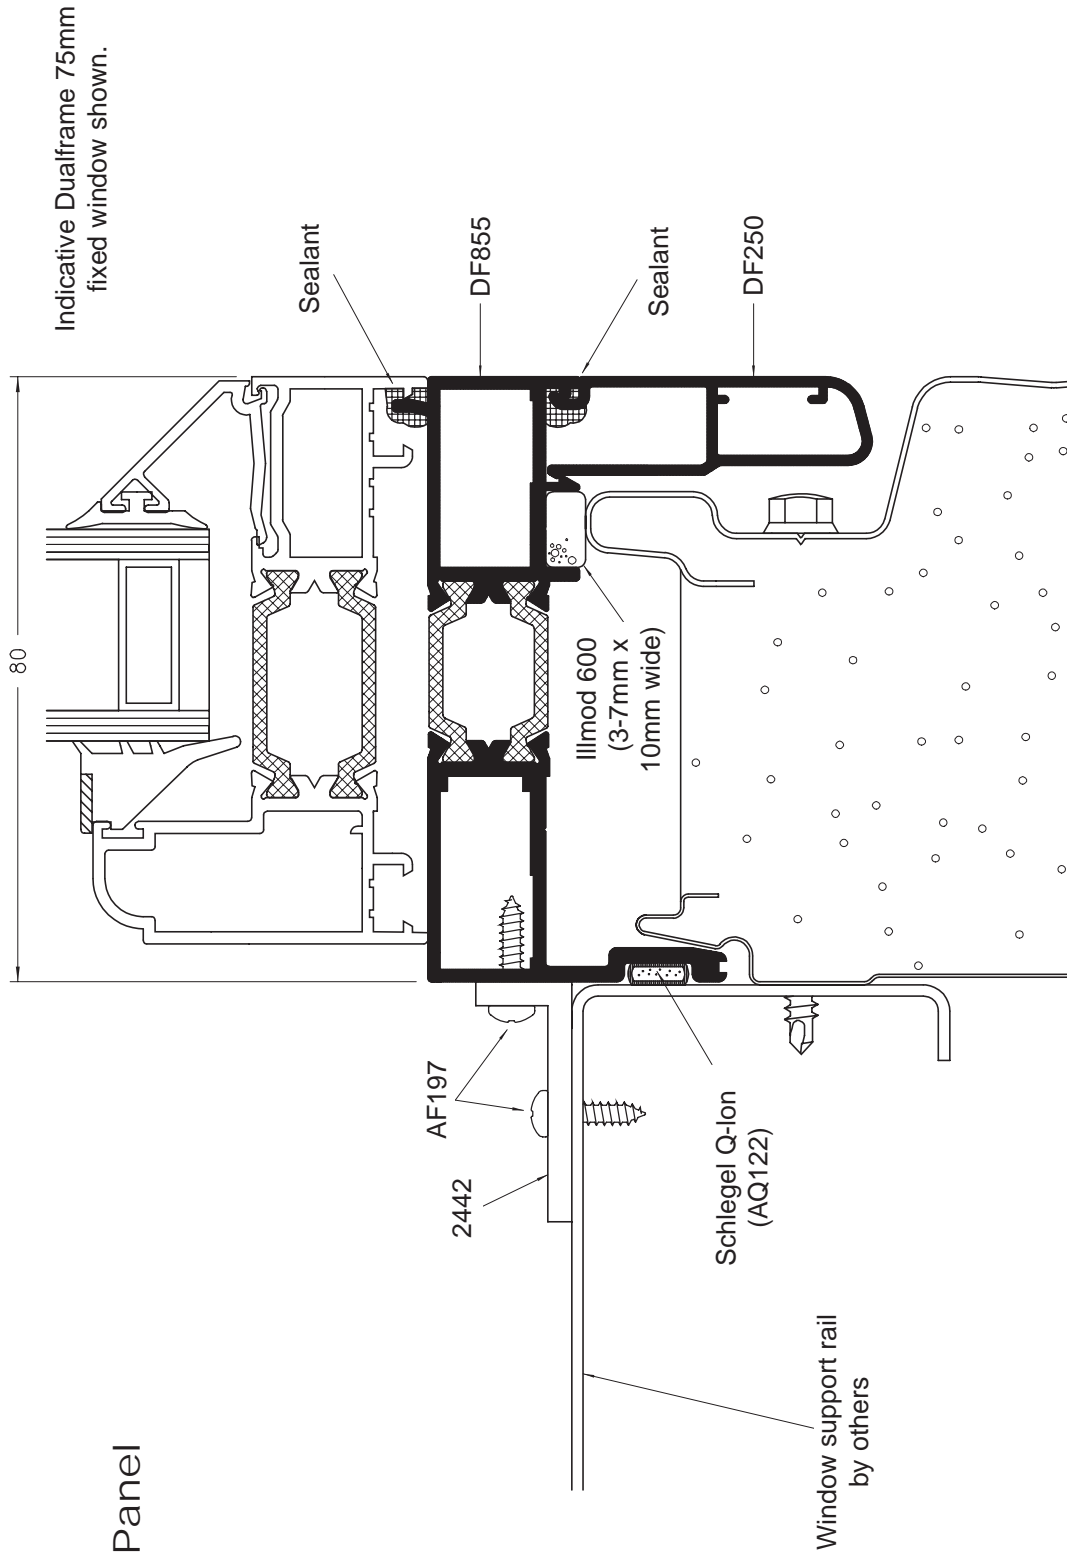 Panel
Indicative Dualframe 75mm
fixed window shown.
80
Sealant
DF855
Sealant
DF250
Illmod 600
(3-7mm x
10mm wide)
AF197
2442
Schlegel Q-lon
(AQ122)
Window support rail
by others